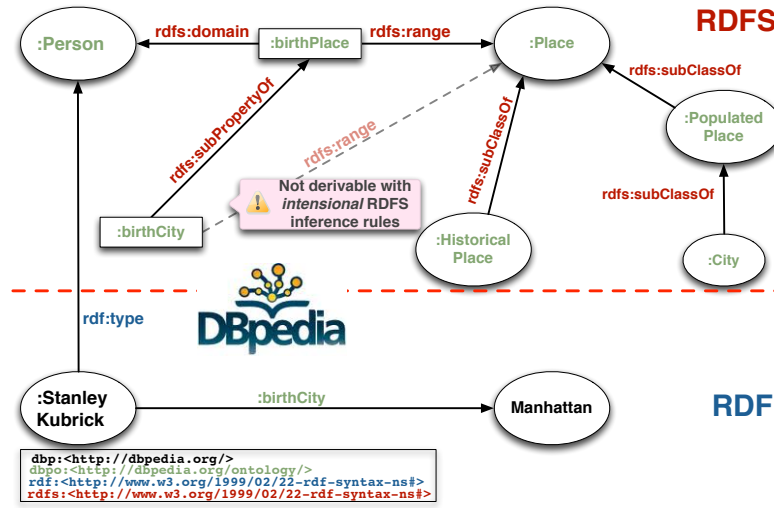 RDFS
:Person
rdfs:domain
:birthPlace
rdfs:range
:Place
rdfs:subClassOf
:Populated
Place
rdfs:subPropertyOf
rdfs:range
rdfs:subClassOf
rdfs:subClassOf
Not derivable with
intensional RDFS
inference rules
:birthCity
:Historical
Place
:City
rdf:type
DBpedia
:Stanley
Kubrick
:birthCity
Manhattan
RDF
dbp:<http://dbpedia.org/>
dbpo:<http://dbpedia.org/ontology/>
rdf:<http://www.w3.org/1999/02/22-rdf-syntax-ns#>
rdfs:<http://www.w3.org/1999/02/22-rdf-syntax-ns#>